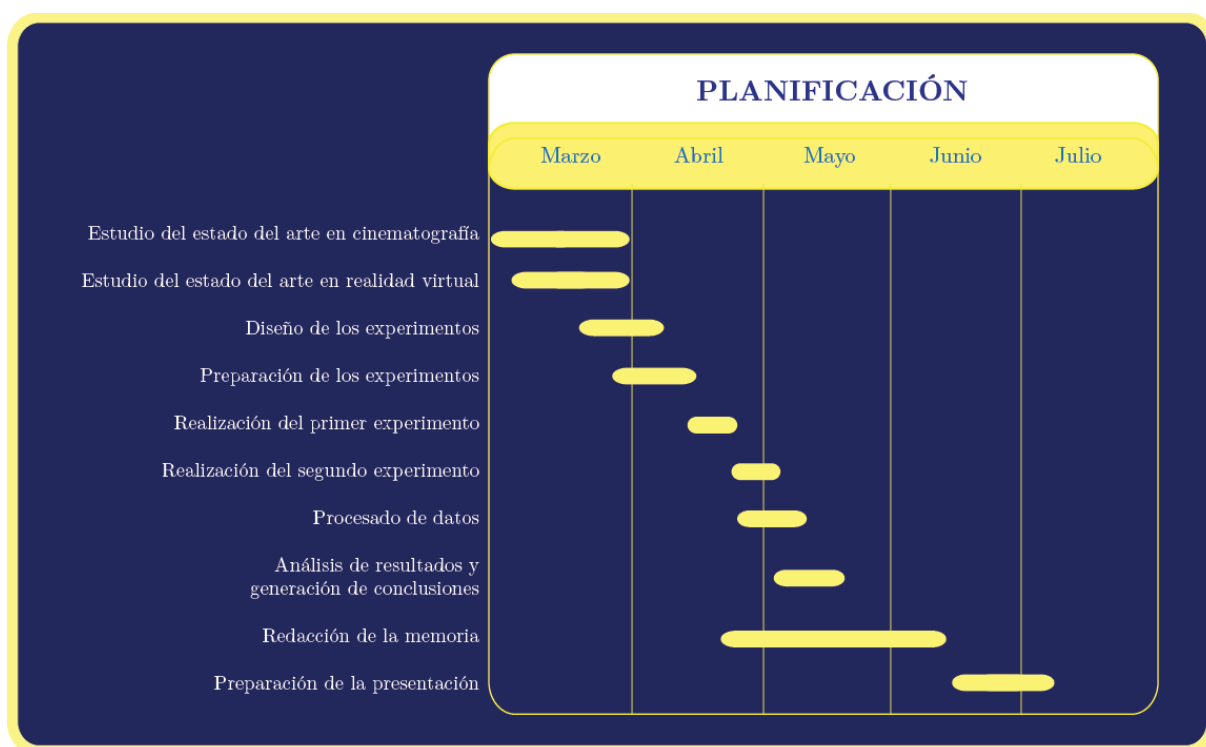 PLANIFICACIÓN
Marzo Abril Mayo Junio Julio
Estudio del estado del arte en cinematografía
Estudio del estado del arte en realidad virtual
Diseño de los experimentos
Preparación de los experimentos
Realización del primer experimento
Realización del segundo experimento
Procesado de datos
Análisis de resultados y
generación de conclusiones
Redacción de la memoria
Preparación de la presentación